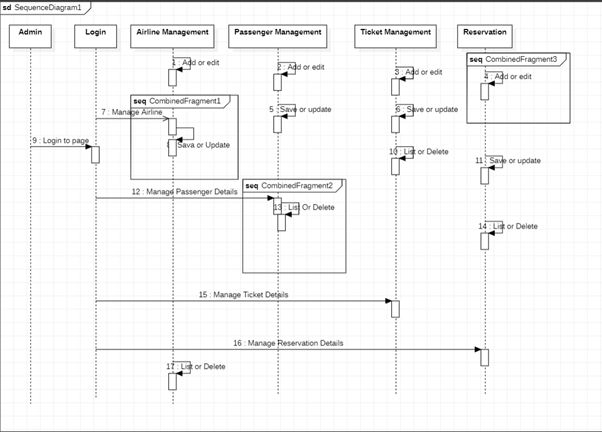 sd SequenceDiagram1
Admin
Login
Airline Management
Passenger Management
Ticket Management
Reservation
1 : Add or edit
2 : Add or edit
3 : Add or edit
seq CombinedFragment3
4 : Add or edit
seq CombinedFragment1
7 : Manage Airline
5 : Save or update
6 : Save or update
9 : Login to page
8 : Sava or Update
10 : List or Delete
11 : Save or update
seq CombinedFragment2
12 : Manage Passenger Details
13 : List Or Delete
14 : List or Delete
15 : Manage Ticket Details
16 : Manage Reservation Details
17 : List or Delete